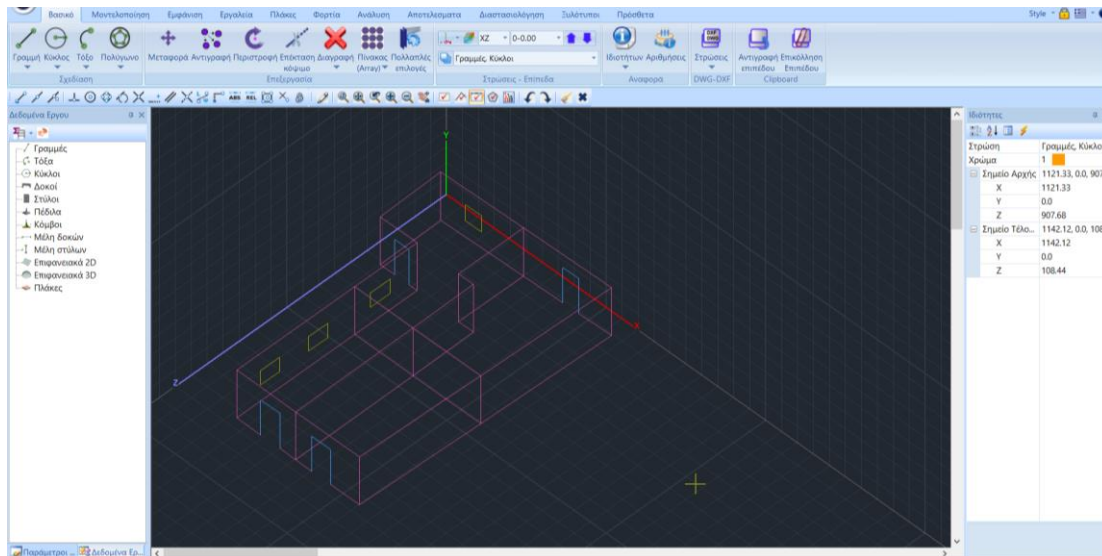 Βασικό Μοντελοποίηση Εμφάνιση Εργαλεία Πλάκες Φορτία Ανάλυση Αποτελέσματα Διαστασιολόγηση Ξυλότυποι Πρόσθετα Style
XZ 0-0.00
Γραμμή Κύκλος Τόξο Πολύγωνο Μεταφορά Αντιγραφή Περιστροφή Επέκταση Διαγραφή Πίνακας Πολλαπλές Γραμμές, Κύκλοι Ιδιοτήτων Αριθμήσεις Στρώσεις Αντιγραφή Επικόλληση
κόψιμο (Array) επιλογές επιπέδου Επιπέδου
Σχεδίαση Επεξεργασία Στρώσεις - Επίπεδα Αναφορα DWG-DXF Clipboard
Δεδομένα Έργου
Γραμμές
Τόξα
Κύκλοι
Δοκοί
Στύλοι
Πέδιλα
Κόμβοι
Μέλη δοκών
Μέλη στύλων
Επιφανειακά 2D
Επιφανειακά 3D
Πλάκες
Παράμετροι ... Δεδομένα Ερ...
Y
X
Z
Ιδιότητες
Στρώση Γραμμές, Κύκλο
Χρώμα 1
Σημείο Αρχής 1121.33, 0.0, 907
X 1121.33
Y 0.0
Z 907.68
Σημείο Τέλο... 1142.12, 0.0, 108
X 1142.12
Y 0.0
Z 108.44